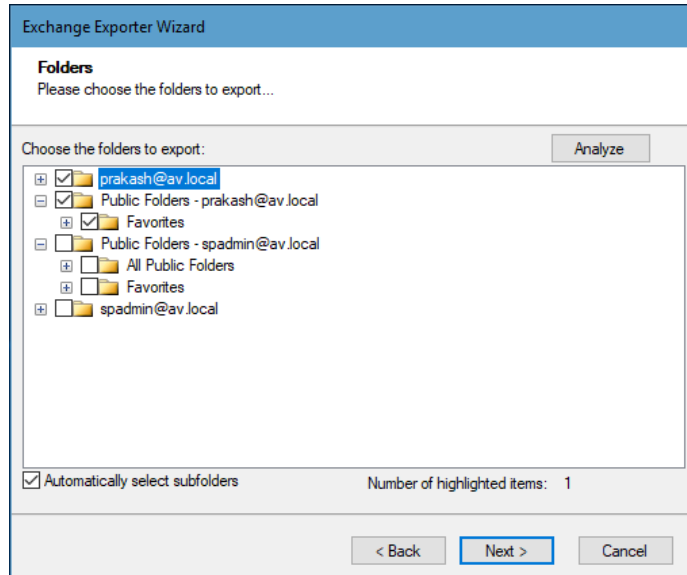 Exchange Exporter Wizard
Folders
Please choose the folders to export...
Choose the folders to export:
Analyze
prakash@av.local
Public Folders - prakash@av.local
Favorites
Public Folders - spadmin@av.local
All Public Folders
Favorites
spadmin@av.local
Automatically select subfolders
Number of highlighted items: 1
< Back
Next >
Cancel